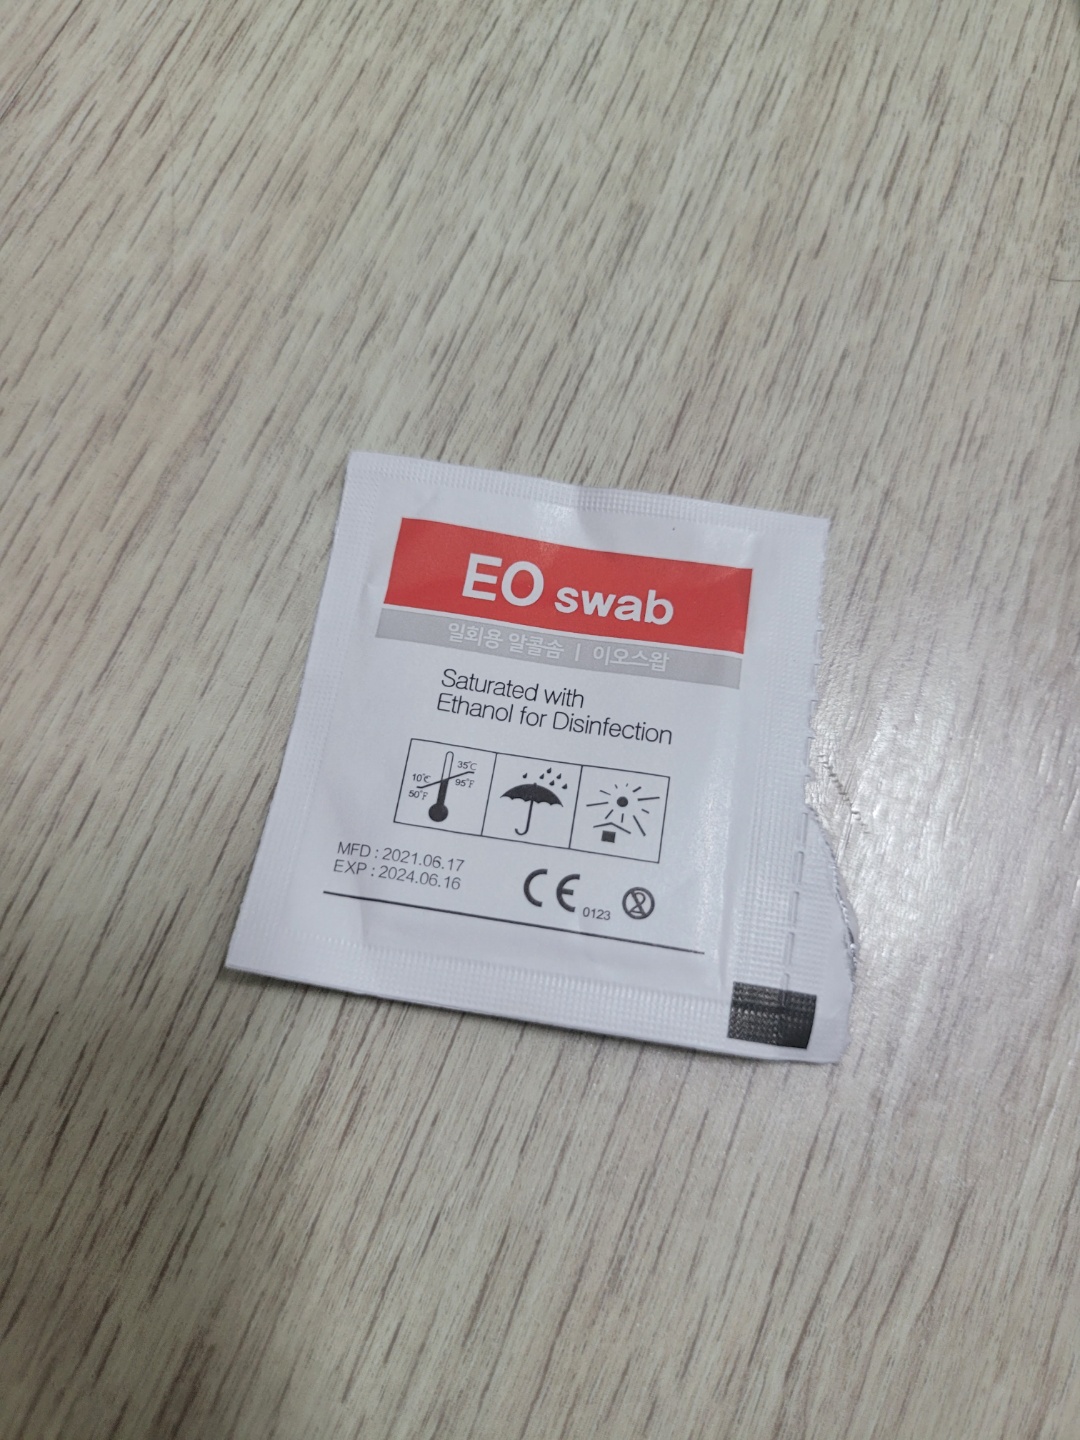 EO swab
일회용 알콜솜 | 이오스왑
Saturated with
Ethanol for Disinfection
35℃
10℃
95℉
50℉
MFD : 2021.06.17
EXP : 2024.06.16
CE 0123
2